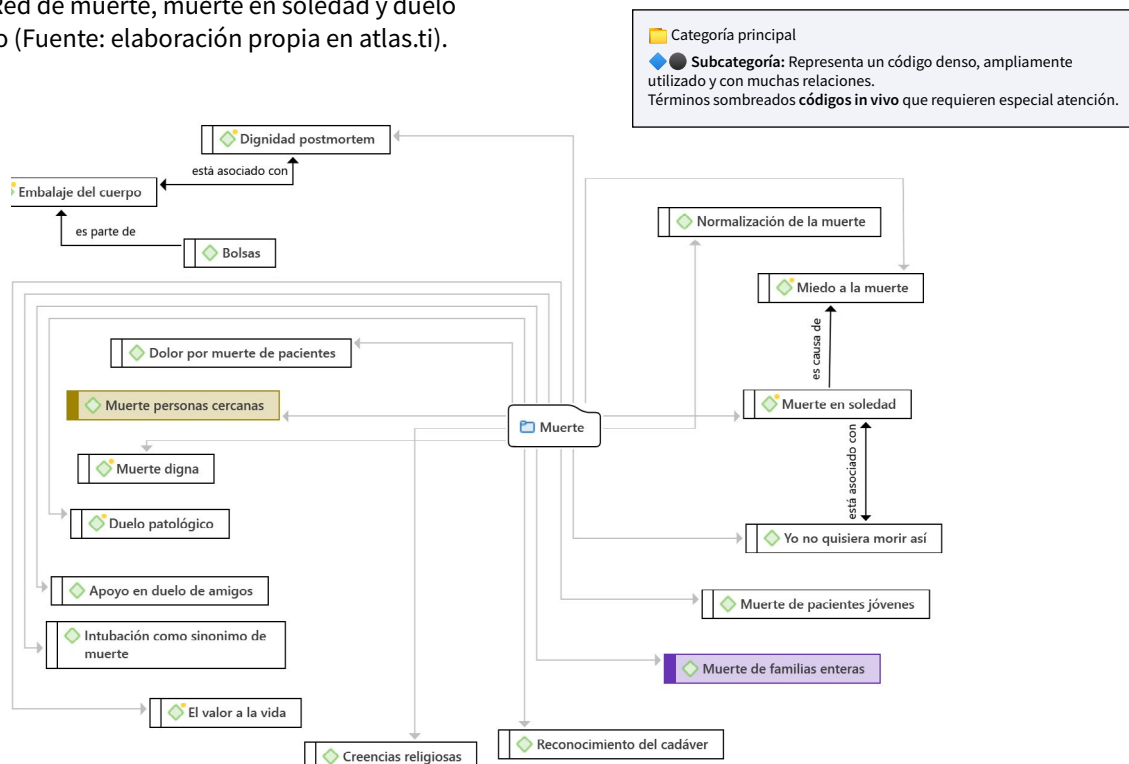 Red de muerte, muerte en soledad y duelo
o (Fuente: elaboración propia en atlas.ti).
Categoría principal
Subcategoría: Representa un código denso, ampliamente
utilizado y con muchas relaciones.
Términos sombreados códigos in vivo que requieren especial atención.
Dignidad postmortem
está asociado con
Embalaje del cuerpo
es parte de
Bolsas
Normalización de la muerte
Miedo a la muerte
es causa de
Dolor por muerte de pacientes
Muerte personas cercanas
Muerte
Muerte en soledad
está asociado con
Muerte digna
Duelo patológico
Yo no quisiera morir así
Apoyo en duelo de amigos
Muerte de pacientes jóvenes
Intubación como sinonimo de
muerte
Muerte de familias enteras
El valor a la vida
Reconocimiento del cadáver
Creencias religiosas